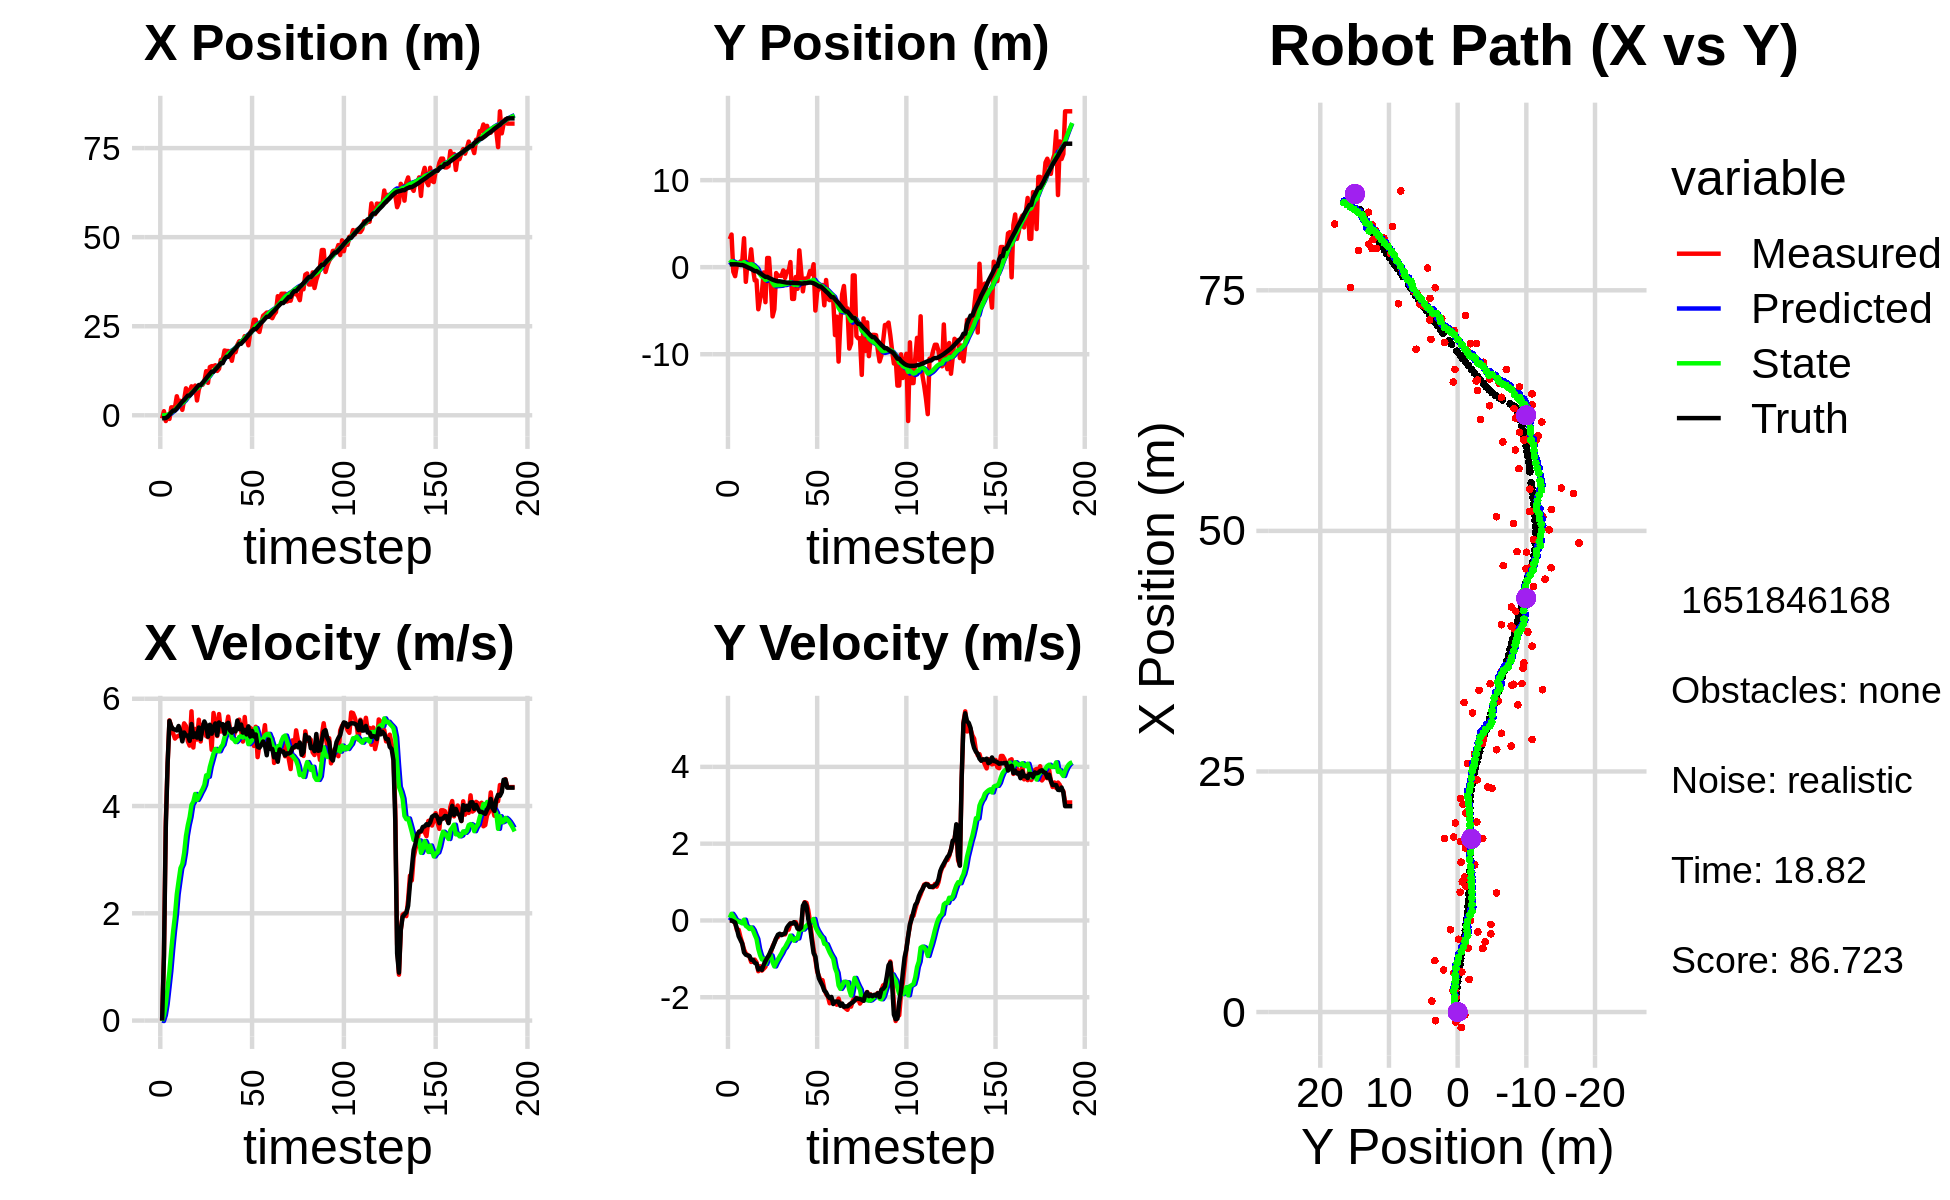 X Position (m)
75
50
25
0
0
50
100
150
200
timestep
Y Position (m)
10
0
-10
0
50
100
150
200
timestep
X Velocity (m/s)
6
4
2
0
0
50
100
150
200
timestep
Y Velocity (m/s)
4
2
0
-2
0
50
100
150
200
timestep
Robot Path (X vs Y)
X Position (m)
75
50
25
0
20 10 0 -10 -20
Y Position (m)
variable
Measured
Predicted
State
Truth
1651846168
Obstacles: none
Noise: realistic
Time: 18.82
Score: 86.723